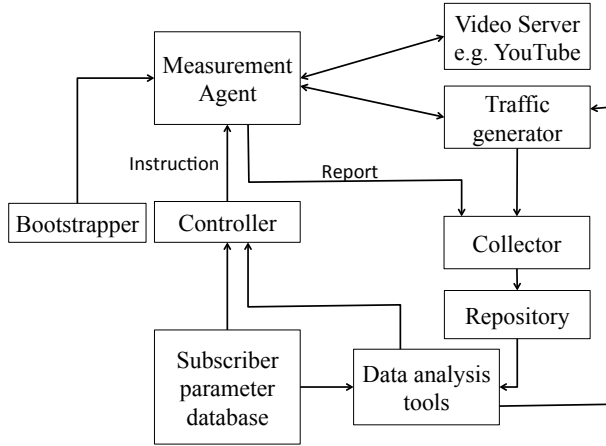 Video Server
e.g. YouTube
Measurement
Agent
Traffic
generator
Instruction
Report
Bootstrapper
Controller
Collector
Repository
Subscriber
parameter
database
Data analysis
tools